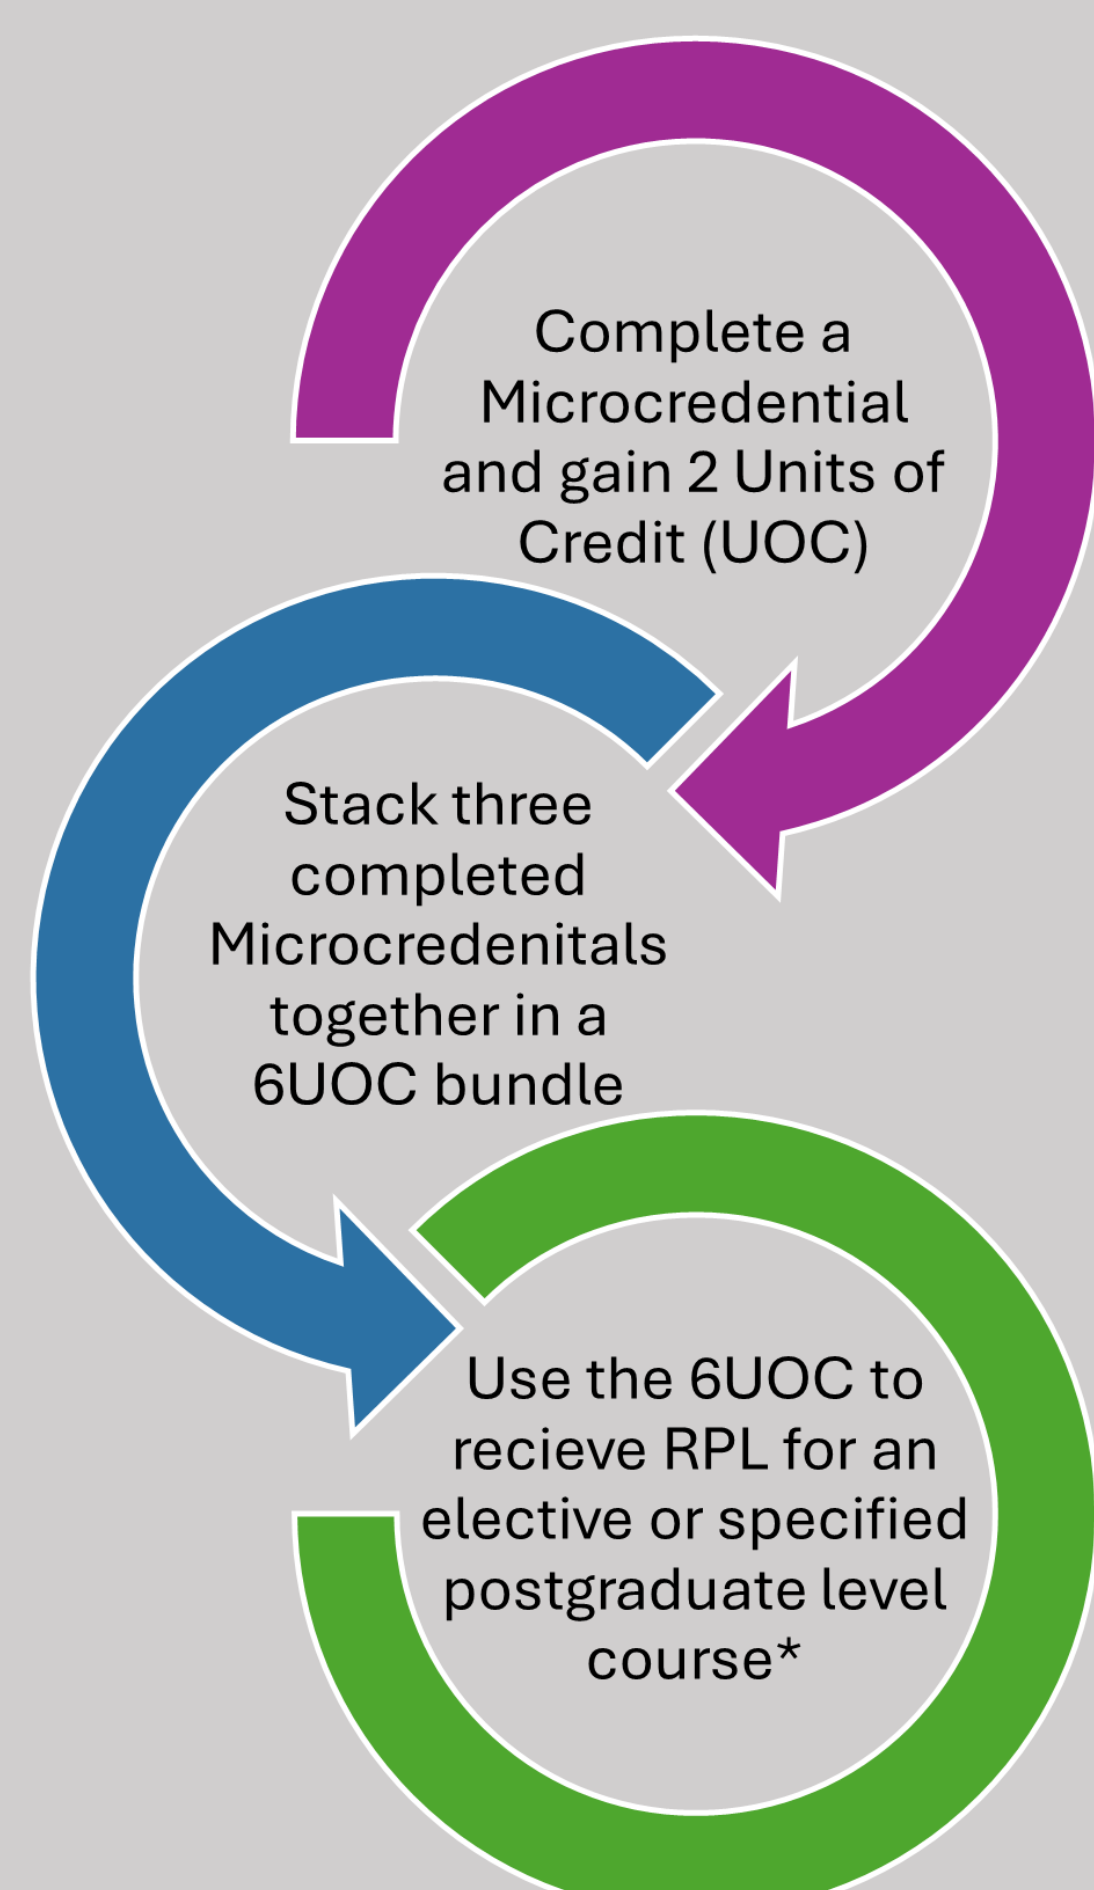 Complete a
Microcredential
and gain 2 Units of
Credit (UOC)
Stack three
completed
Microcredenitals
together in a
6UOC bundle
Use the 6UOC to
recieve RPL for an
elective or specified
postgraduate level
course*